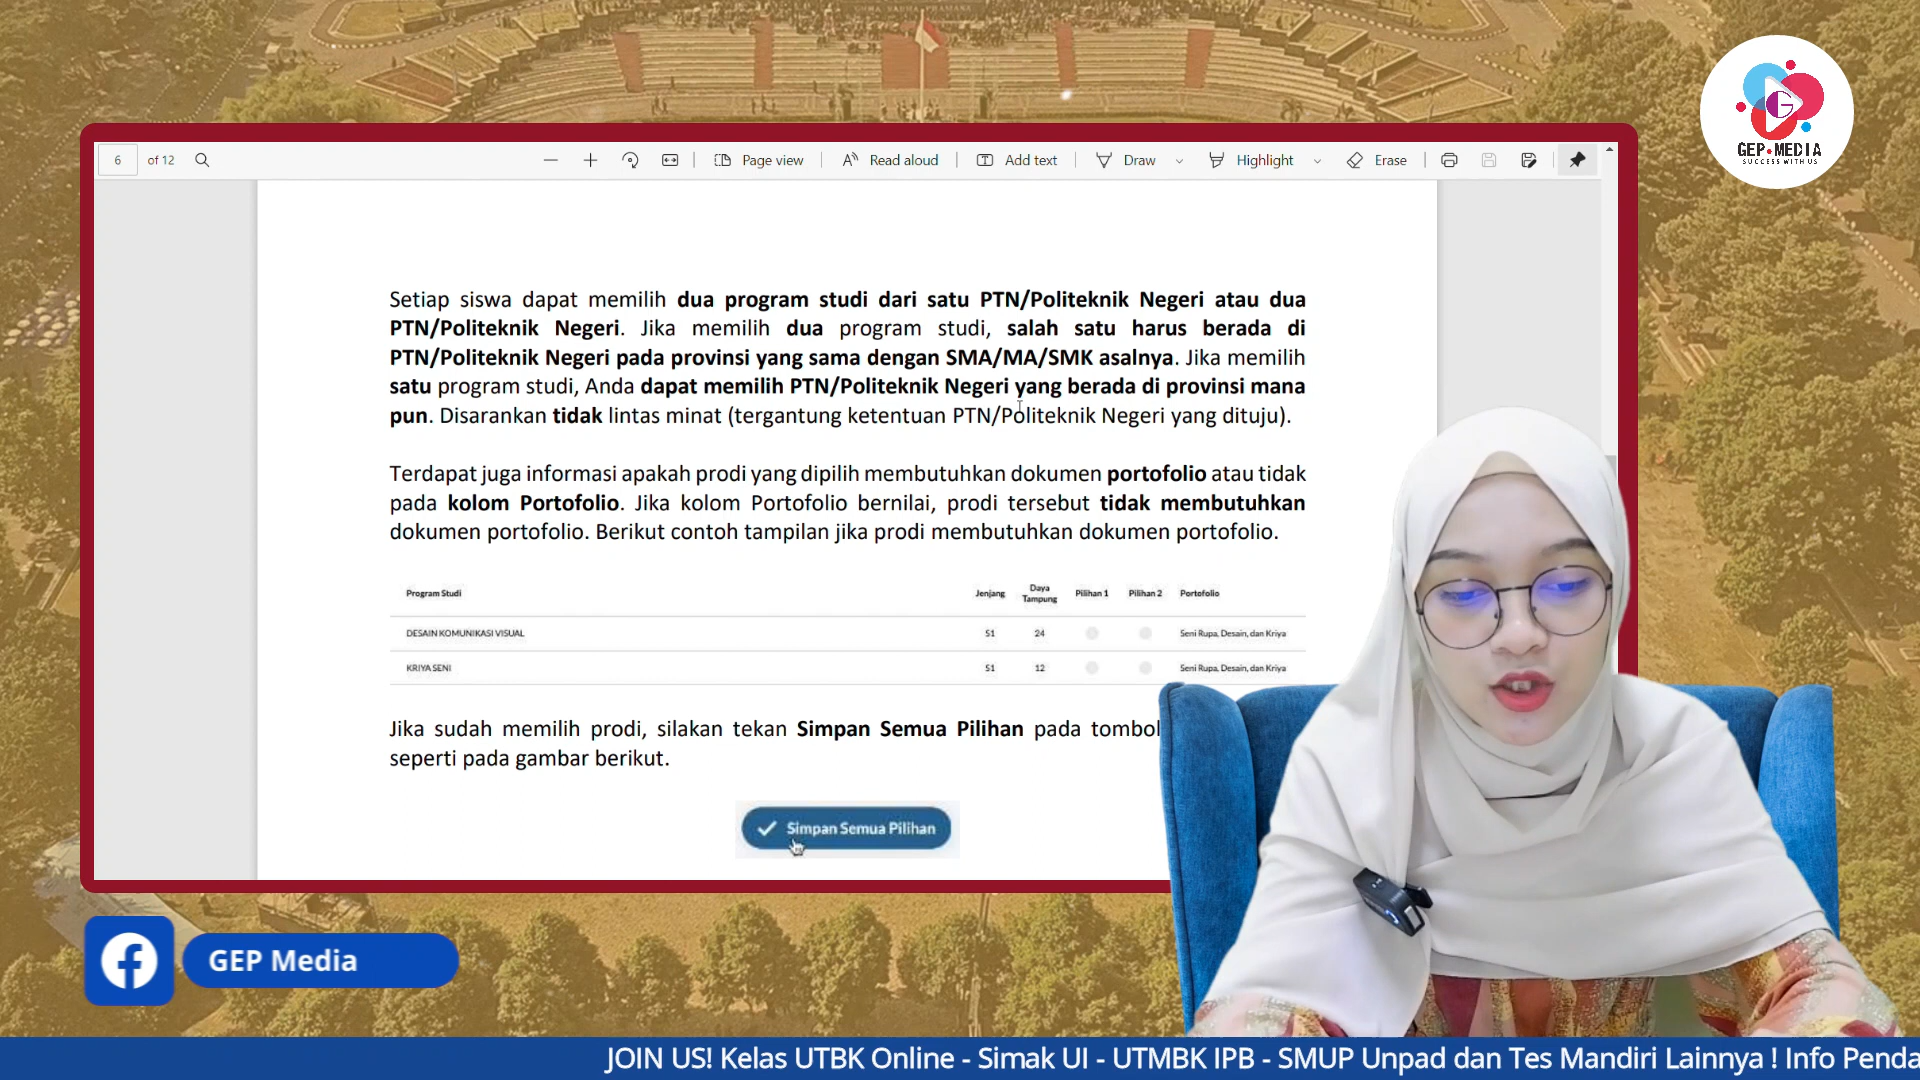 6 of 12 Page view Read aloud Add text Draw Highlight Erase
GEP MEDIA
SUCCESS WITH US
Setiap siswa dapat memilih dua program studi dari satu PTN/Politeknik Negeri atau dua
PTN/Politeknik Negeri. Jika memilih dua program studi, salah satu harus berada di
PTN/Politeknik Negeri pada provinsi yang sama dengan SMA/MA/SMK asalnya. Jika memilih
satu program studi, Anda dapat memilih PTN/Politeknik Negeri yang berada di provinsi mana
pun. Disarankan tidak lintas minat (tergantung ketentuan PTN/Politeknik Negeri yang dituju).
Terdapat juga informasi apakah prodi yang dipilih membutuhkan dokumen portofolio atau tidak
pada kolom Portofolio. Jika kolom Portofolio bernilai, prodi tersebut tidak membutuhkan
dokumen portofolio. Berikut contoh tampilan jika prodi membutuhkan dokumen portofolio.
Program Studi Jenjang Daya Tampung Pilihan 1 Pilihan 2 Portofolio
DESAIN KOMUNIKASI VISUAL S1 24 Seni Rupa, Desain, dan Kriya
KRIYA SENI S1 12 Seni Rupa, Desain, dan Kriya
Jika sudah memilih prodi, silakan tekan Simpan Semua Pilihan pada tombol
seperti pada gambar berikut.
Simpan Semua Pilihan
GEP Media
JOIN US! Kelas UTBK Online - Simak UI - UTMBK IPB - SMUP Unpad dan Tes Mandiri Lainnya ! Info Penda